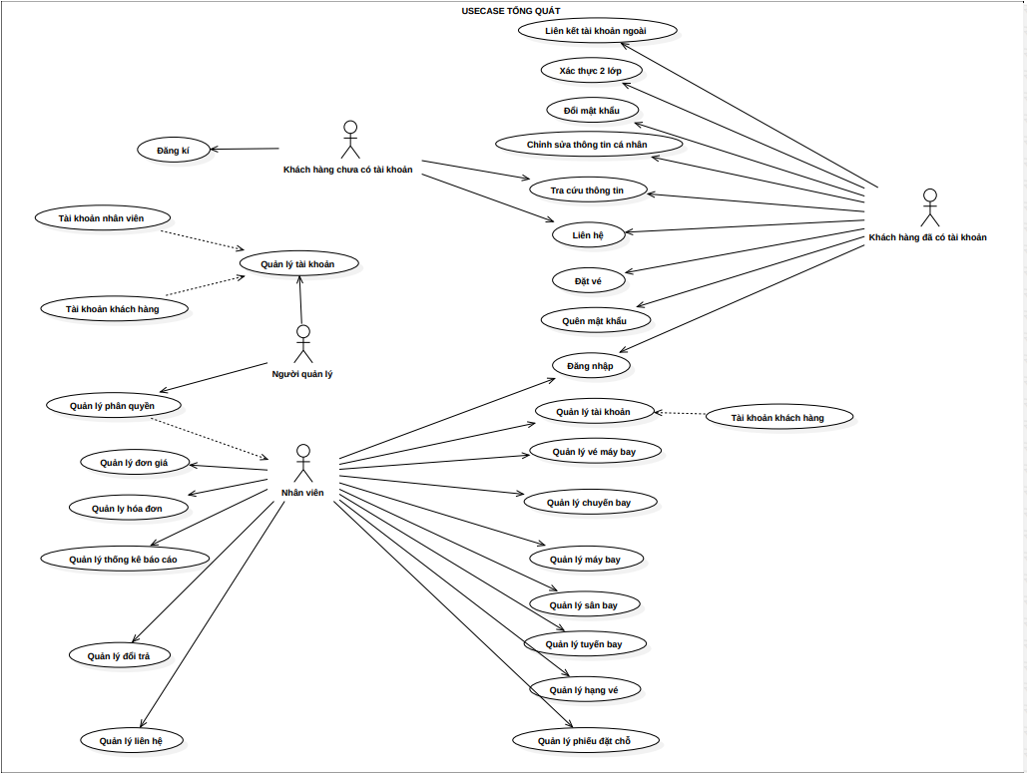 USECASE TỔNG QUÁT
Liên kết tài khoản ngoài
Xác thực 2 lớp
Đổi mật khẩu
Chỉnh sửa thông tin cá nhân
Đăng kí
Khách hàng chưa có tài khoản
Tra cứu thông tin
Tài khoản nhân viên
Liên hệ
Khách hàng đã có tài khoản
Quản lý tài khoản
Đặt vé
Tài khoản khách hàng
Quên mật khẩu
Người quản lý
Đăng nhập
Quản lý phân quyền
Quản lý tài khoản
Tài khoản khách hàng
Quản lý vé máy bay
Quản lý đơn giá
Nhân viên
Quản lý chuyến bay
Quản ly hóa đơn
Quản lý thống kê báo cáo
Quản lý máy bay
Quản lý sân bay
Quản lý tuyến bay
Quản lý đổi trả
Quản lý hạng vé
Quản lý liên hệ
Quản lý phiếu đặt chỗ